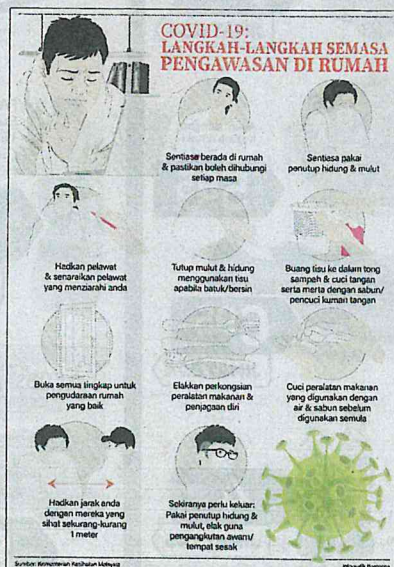 COVID-19:
LANGKAH-LANGKAH SEMASA
PENGAWASAN DI RUMAH
Sentiasa berada di rumah
& pastikan boleh dihubungi
setiap masa
Sentiasa pakai
penutup hidung & mulut
Hadkan pelawat
& senaraikan pelawat
yang menziarahi anda
Tutup mulut & hidung
menggunakan tisu
apabila batuk/bersin
Buang tisu ke dalam tong
sampah & cuci tangan
serta merta dengan sabun/
pencuci kuman tangan
Buka semua tingkap untuk
pengudaraan rumah
yang baik
Elakkan perkongsian
peralatan makanan &
penjagaan diri
Cuci peralatan makanan
yang digunakan dengan
air & sabun sebelum
digunakan semula
Hadkan jarak anda
dengan mereka yang
sihat sekurang-kurang
1 meter
Sekiranya perlu keluar:
Pakai penutup hidung &
mulut, elak guna
pengangkutan awam/
tempat sesak
Sumber: Kementerian Kesihatan Malaysia